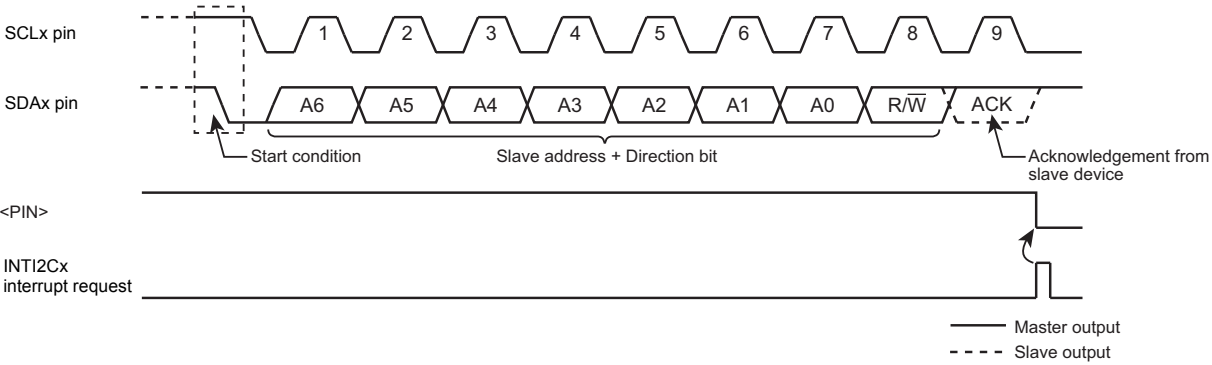 SCLx pin
1 2 3 4 5 6 7 8 9
SDAx pin
A6 A5 A4 A3 A2 A1 A0 R/W̅ ACK
Start condition
Slave address + Direction bit
Acknowledgement from
slave device
<PIN>
INTI2Cx
interrupt request
Master output
Slave output